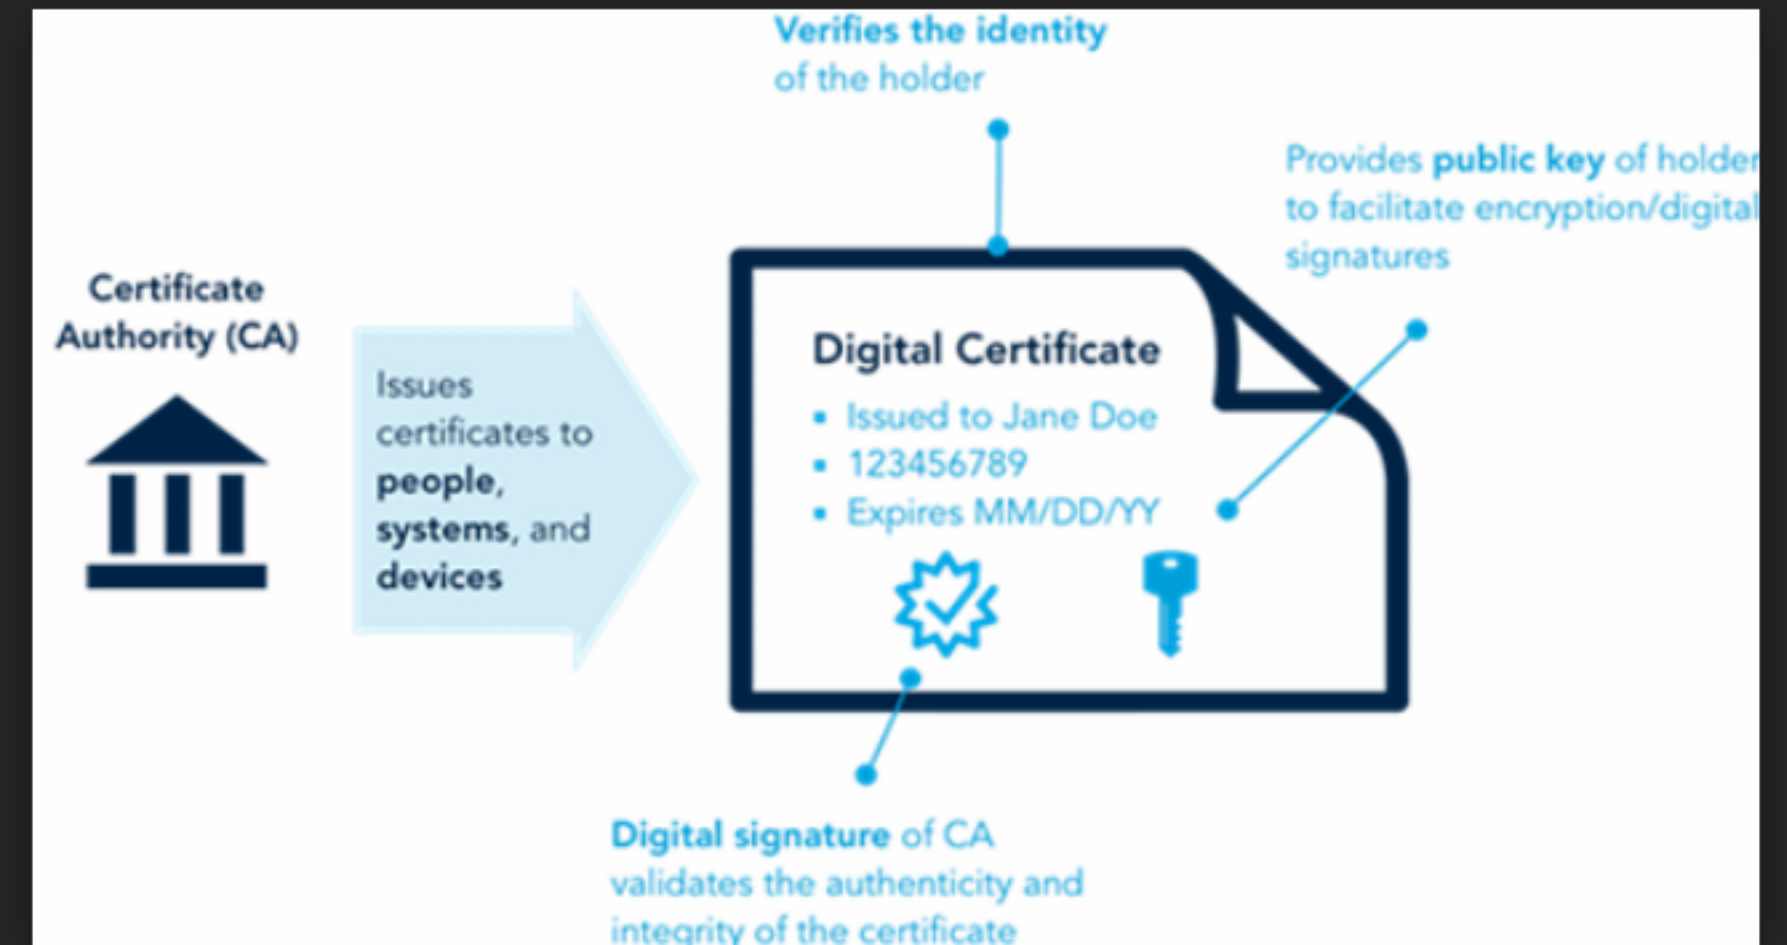 Verifies the identity
of the holder
Provides public key of holder
to facilitate encryption/digital
signatures
Certificate
Authority (CA)
Issues
certificates to
people,
systems, and
devices
Digital Certificate
▪ Issued to Jane Doe
▪ 123456789
▪ Expires MM/DD/YY
Digital signature of CA
validates the authenticity and
integrity of the certificate